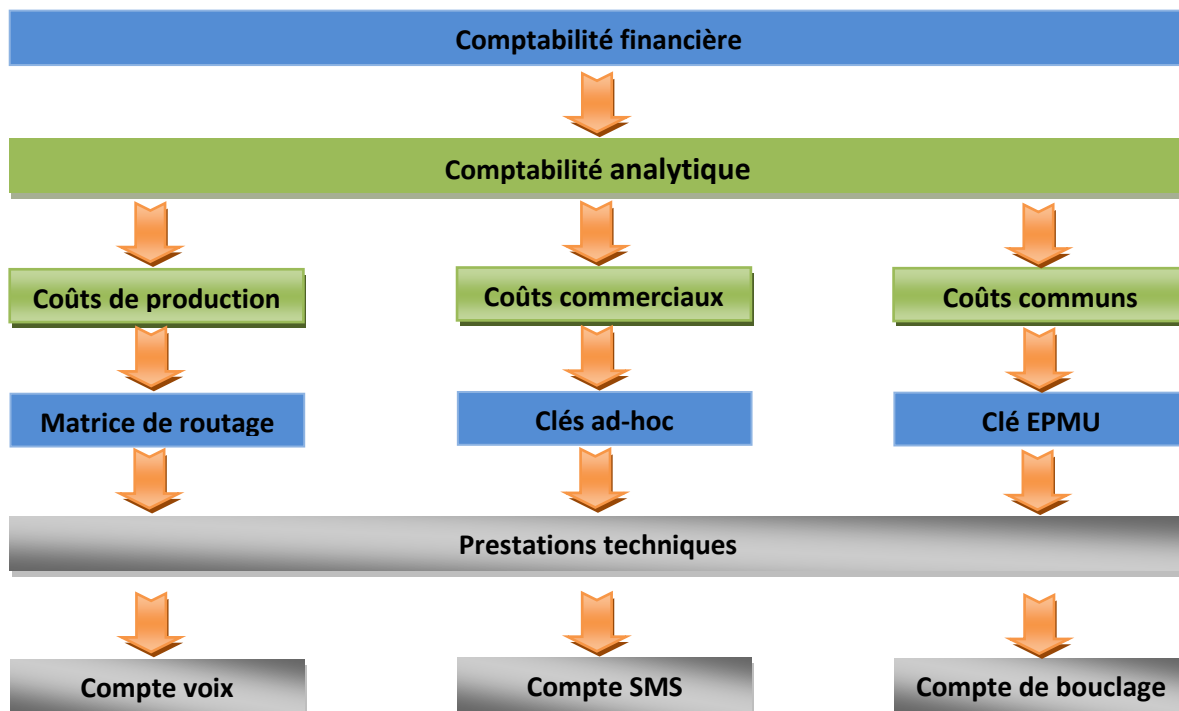 Comptabilité financière
Comptabilité analytique
Coûts de production
Coûts commerciaux
Coûts communs
Matrice de routage
Clés ad-hoc
Clé EPMU
Prestations techniques
Compte voix
Compte SMS
Compte de bouclage